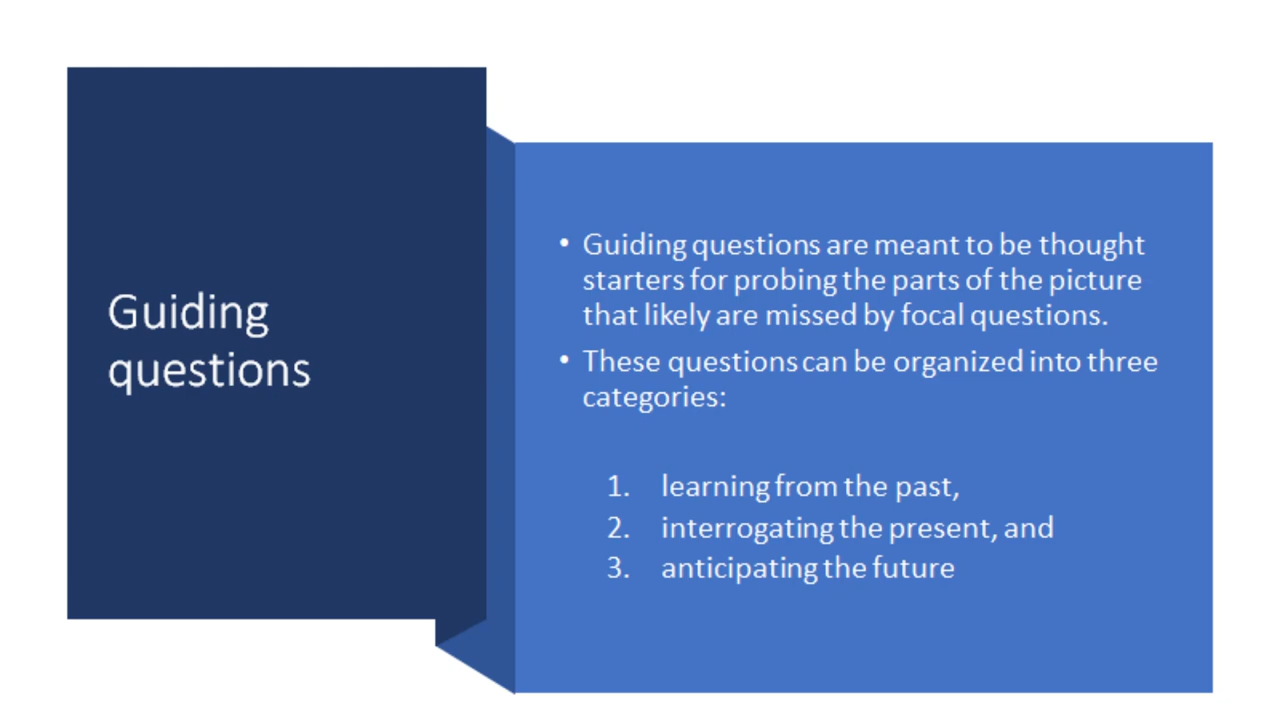 Guiding
questions
• Guiding questions are meant to be thought
starters for probing the parts of the picture
that likely are missed by focal questions.
• These questions can be organized into three
categories:
1. learning from the past,
2. interrogating the present, and
3. anticipating the future